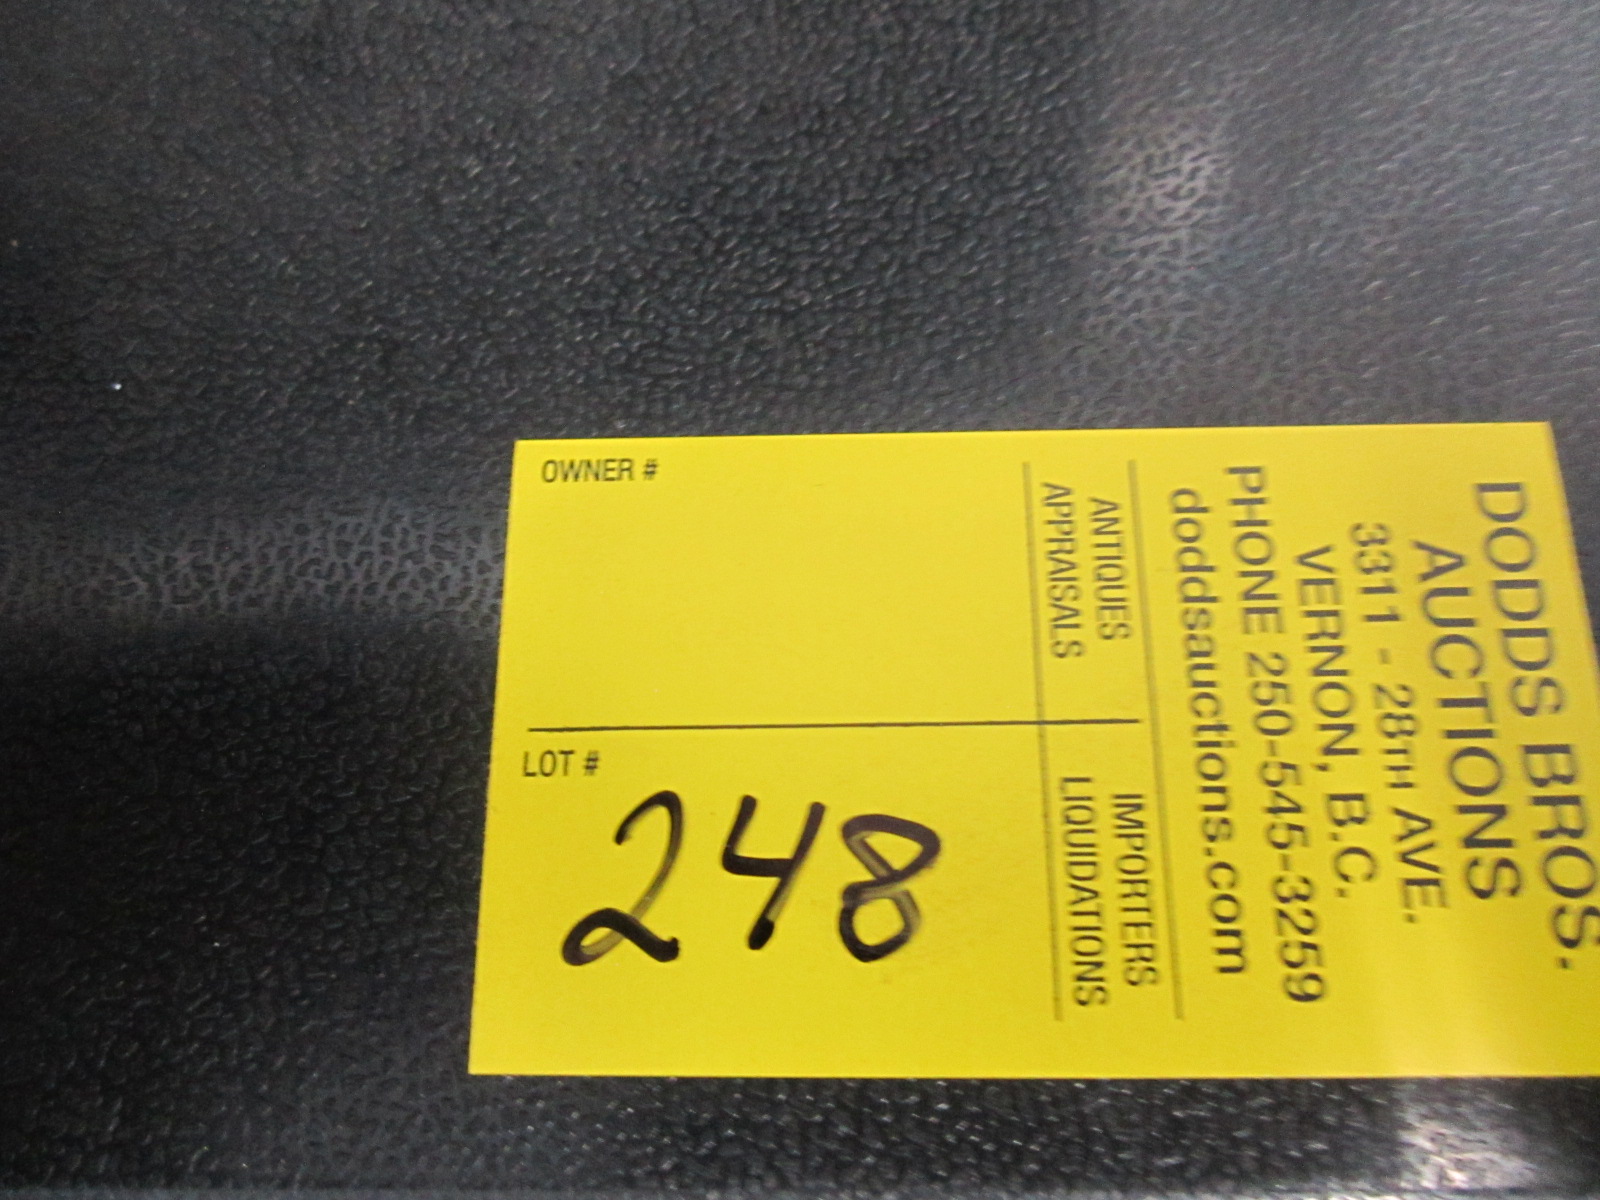 DODDS BROS.
AUCTIONS
3311 - 28TH AVE.
VERNON, B.C.
PHONE 250-545-3259
doddsauctions.com
ANTIQUES
APPRAISALS
IMPORTERS
LIQUIDATIONS
OWNER #
LOT #
248